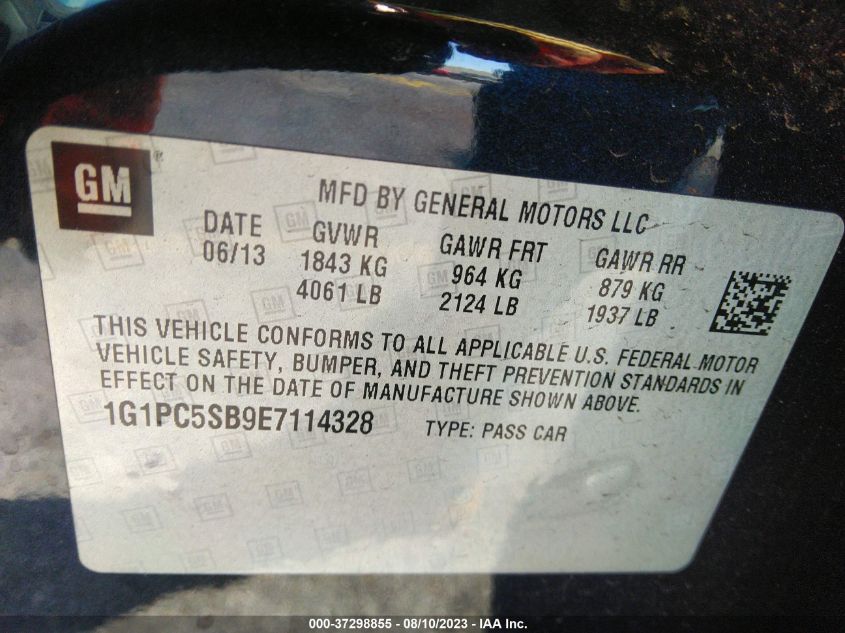 GM
MFD BY GENERAL MOTORS LLC
DATE GVWR GAWR FRT GAWR RR
06/13 1843 KG 964 KG 879 KG
4061 LB 2124 LB 1937 LB
THIS VEHICLE CONFORMS TO ALL APPLICABLE U.S. FEDERAL MOTOR
VEHICLE SAFETY, BUMPER, AND THEFT PREVENTION STANDARDS IN
EFFECT ON THE DATE OF MANUFACTURE SHOWN ABOVE.
1G1PC5SB9E7114328 TYPE: PASS CAR
000-37298855 - 08/10/2023 - IAA Inc.